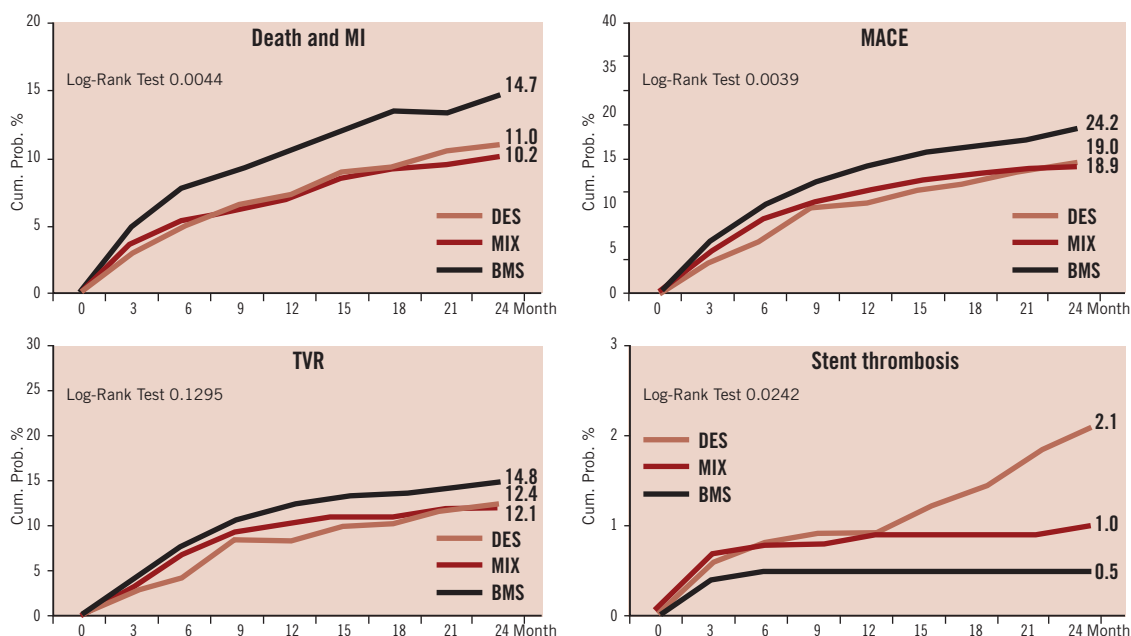 Death and MI
Log-Rank Test 0.0044
Cum. Prob. %
20
15
10
5
0
14.7
11.0
10.2
DES
MIX
BMS
0 3 6 9 12 15 18 21 24 Month
MACE
Log-Rank Test 0.0039
Cum. Prob. %
40
35
20
15
10
5
0
24.2
19.0
18.9
DES
MIX
BMS
0 3 6 9 12 15 18 21 24 Month
TVR
Log-Rank Test 0.1295
Cum. Prob. %
30
25
20
15
10
5
0
14.8
12.4
12.1
DES
MIX
BMS
0 3 6 9 12 15 18 21 24 Month
Stent thrombosis
Log-Rank Test 0.0242
Cum. Prob. %
3
2
1
0
DES
MIX
BMS
2.1
1.0
0.5
0 3 6 9 12 15 18 21 24 Month